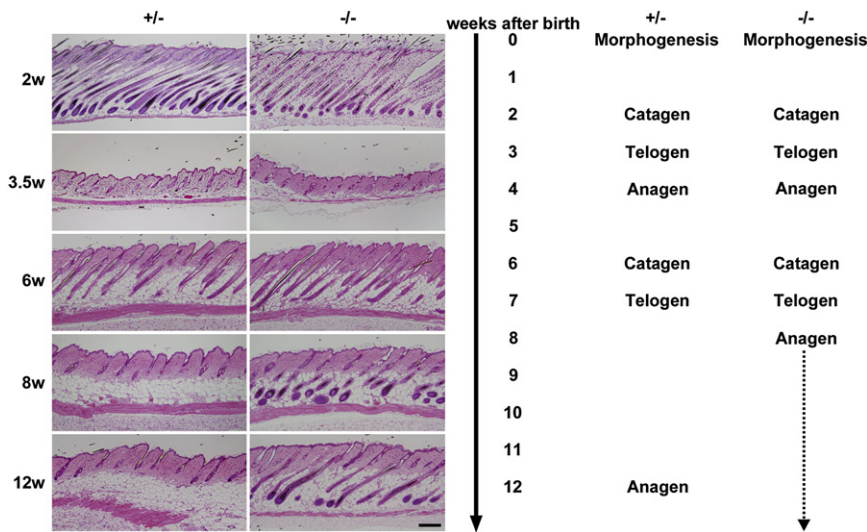 +/- -/- weeks after birth +/- -/-
0 Morphogenesis Morphogenesis
2w 1
2 Catagen Catagen
3 Telogen Telogen
3.5w 4 Anagen Anagen
5
6w 6 Catagen Catagen
7 Telogen Telogen
8 Anagen
8w 9
10
11
12w 12 Anagen